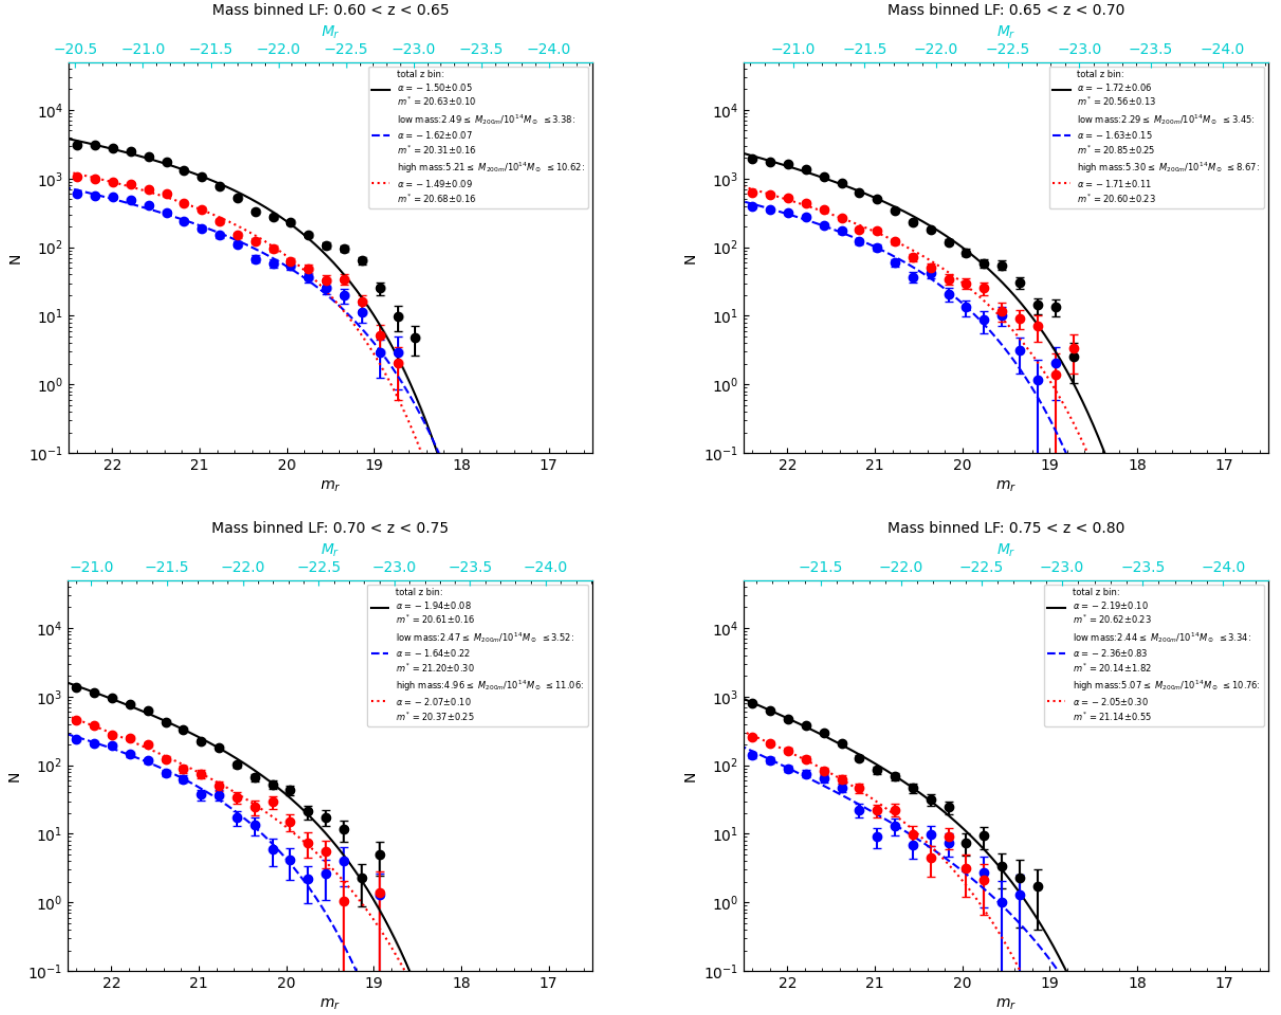 Mass binned LF: 0.60 < z < 0.65
M_r
−20.5 −21.0 −21.5 −22.0 −22.5 −23.0 −23.5 −24.0
total z bin:
α = − 1.50±0.05
m* = 20.63±0.10
low mass:2.49 ≤ M_200m/10^14 M_⊙ ≤3.38:
α = − 1.62±0.07
m* = 20.31±0.16
high mass:5.21 ≤ M_200m/10^14 M_⊙ ≤10.62:
α = − 1.49±0.09
m* = 20.68±0.16
10^4
10^3
10^2
10^1
10^0
10^−1
N
22 21 20 19 18 17
m_r
Mass binned LF: 0.65 < z < 0.70
M_r
−21.0 −21.5 −22.0 −22.5 −23.0 −23.5 −24.0
total z bin:
α = − 1.72±0.06
m* = 20.56±0.13
low mass:2.29 ≤ M_200m/10^14 M_⊙ ≤3.45:
α = − 1.63±0.15
m* = 20.85±0.25
high mass:5.30 ≤ M_200m/10^14 M_⊙ ≤8.67:
α = − 1.71±0.11
m* = 20.60±0.23
10^4
10^3
10^2
10^1
10^0
10^−1
N
22 21 20 19 18 17
m_r
Mass binned LF: 0.70 < z < 0.75
M_r
−21.0 −21.5 −22.0 −22.5 −23.0 −23.5 −24.0
total z bin:
α = − 1.94±0.08
m* = 20.61±0.16
low mass:2.47 ≤ M_200m/10^14 M_⊙ ≤3.52:
α = − 1.64±0.22
m* = 21.20±0.30
high mass:4.96 ≤ M_200m/10^14 M_⊙ ≤11.06:
α = − 2.07±0.10
m* = 20.37±0.25
10^4
10^3
10^2
10^1
10^0
10^−1
N
22 21 20 19 18 17
m_r
Mass binned LF: 0.75 < z < 0.80
M_r
−21.5 −22.0 −22.5 −23.0 −23.5 −24.0
total z bin:
α = − 2.19±0.10
m* = 20.62±0.23
low mass:2.44 ≤ M_200m/10^14 M_⊙ ≤3.34:
α = − 2.36±0.83
m* = 20.14±1.82
high mass:5.07 ≤ M_200m/10^14 M_⊙ ≤10.76:
α = − 2.05±0.30
m* = 21.14±0.55
10^4
10^3
10^2
10^1
10^0
10^−1
N
22 21 20 19 18 17
m_r